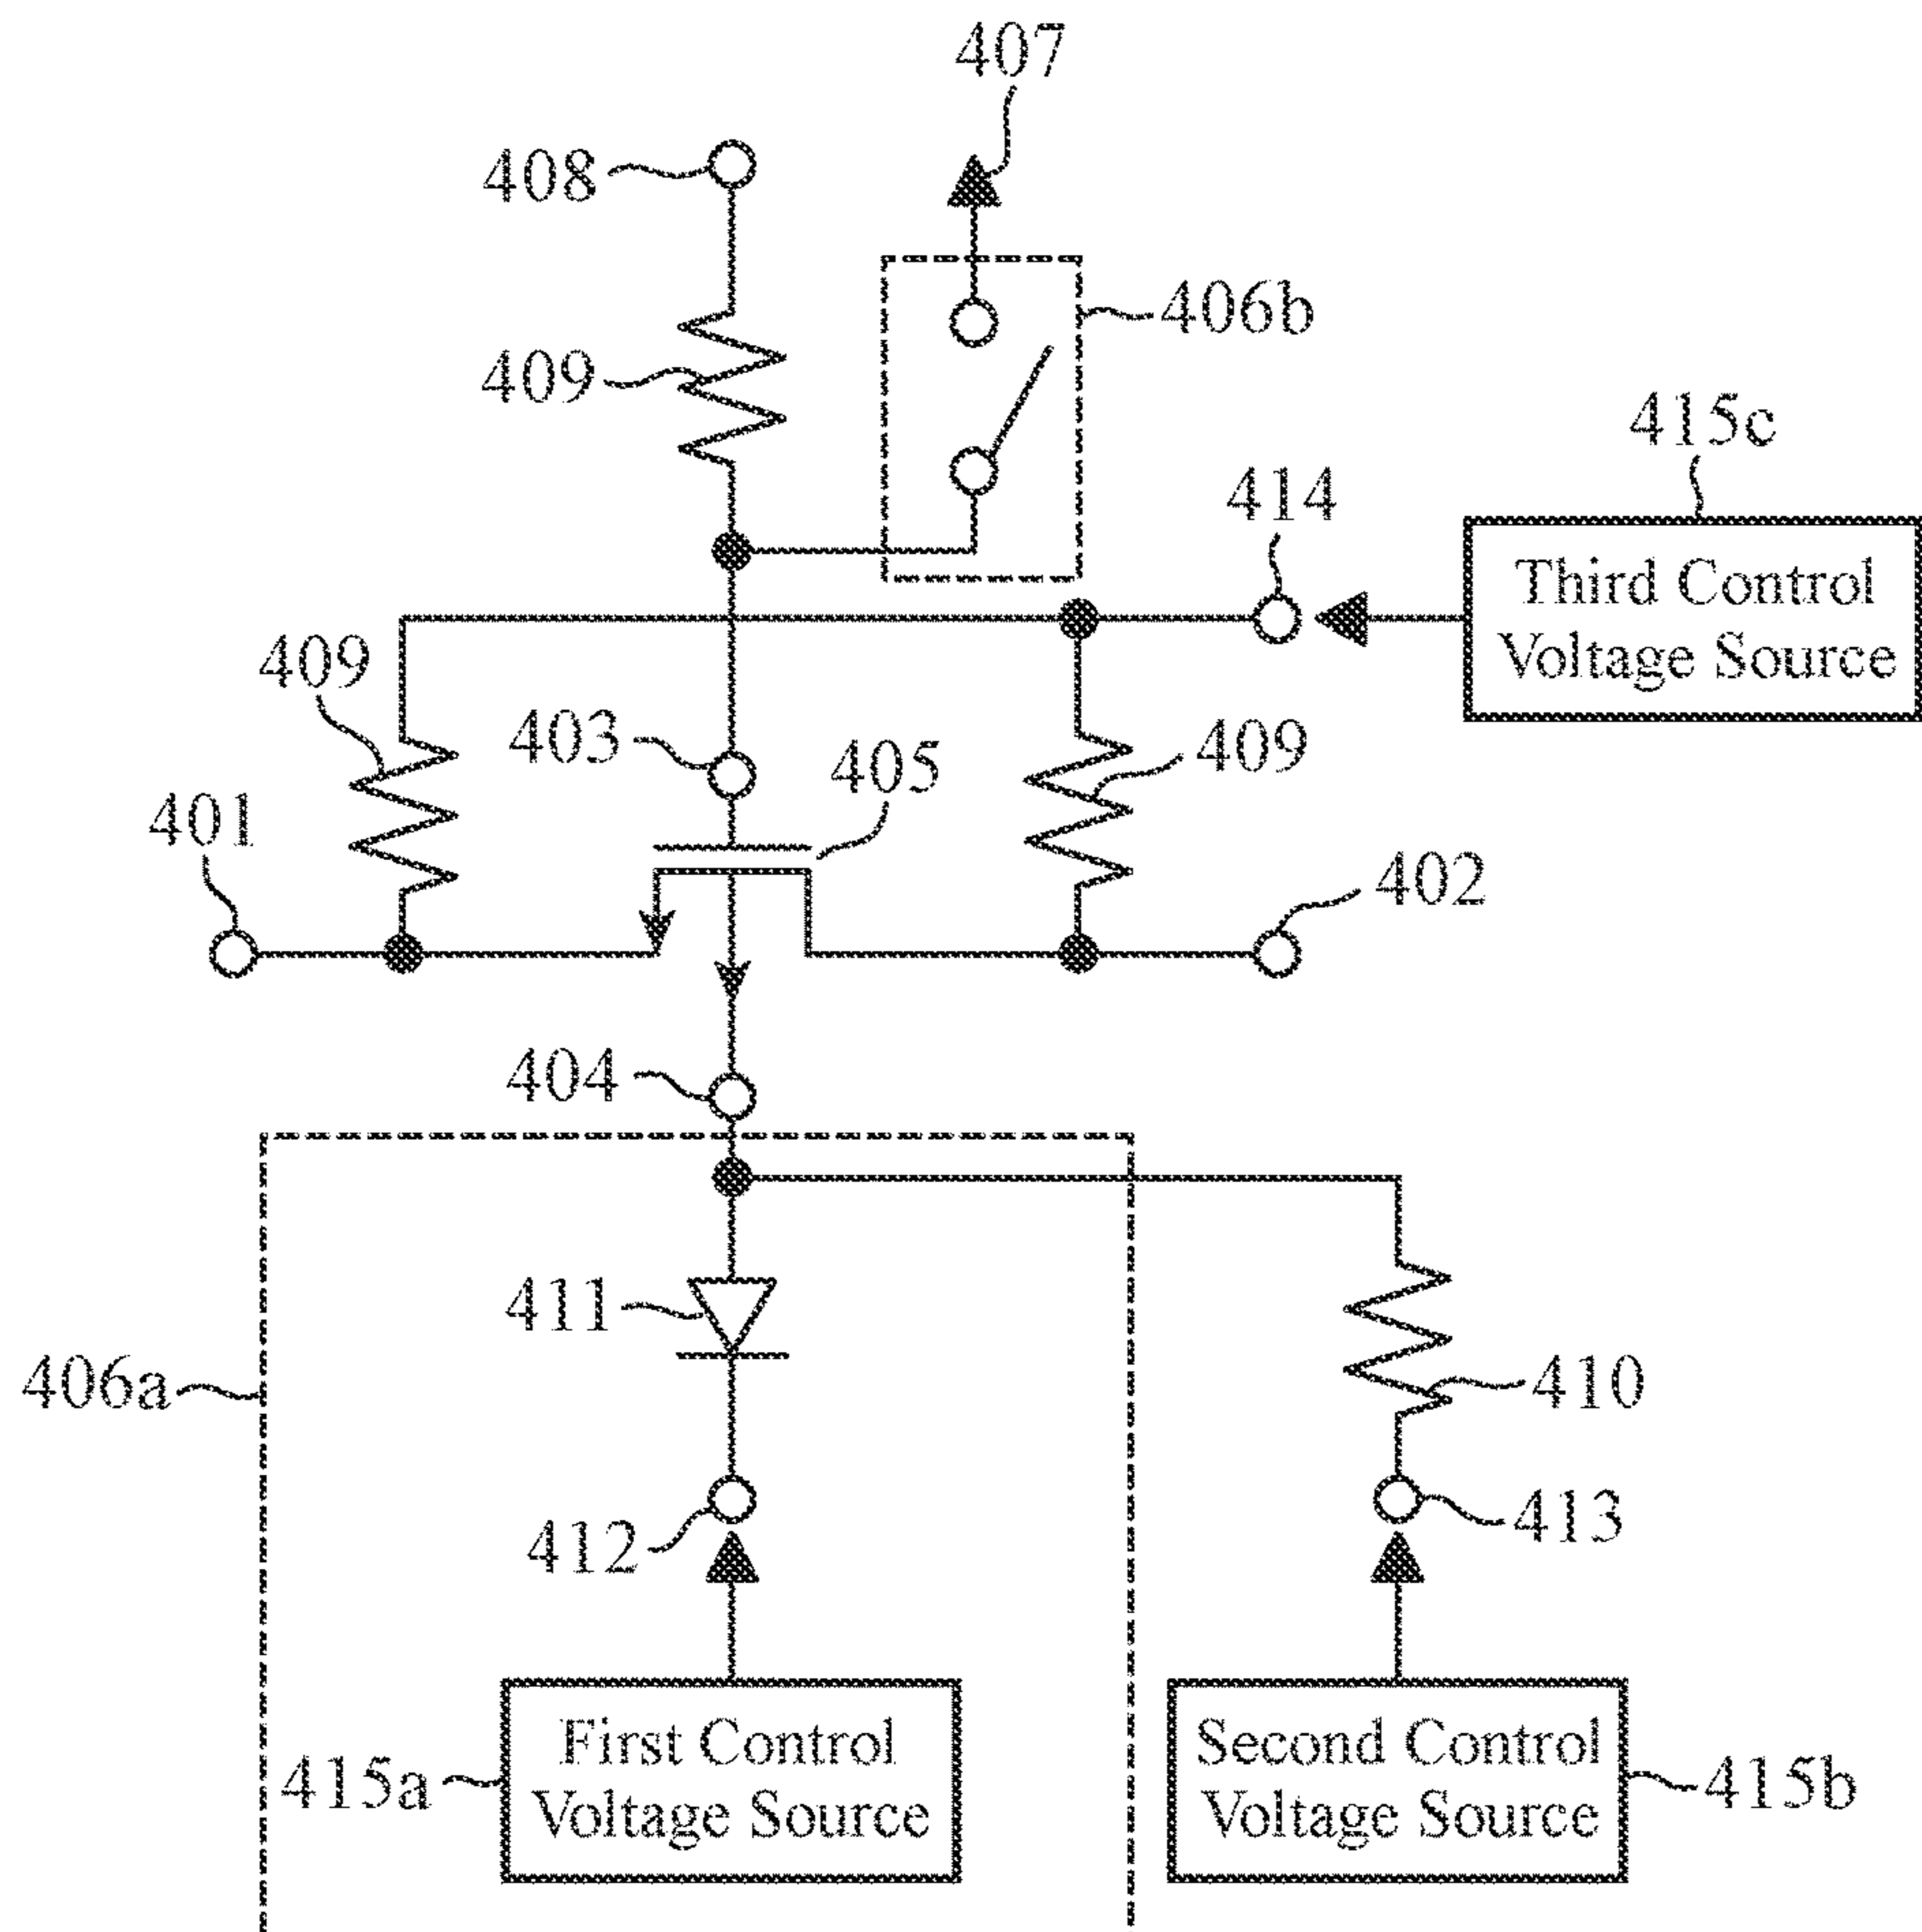 407
408
406b
409
415c
414
Third Control
Voltage Source
409
403
405
409
401
402
404
411
406a
410
412
413
First Control
Voltage Source
415a
Second Control
Voltage Source
415b